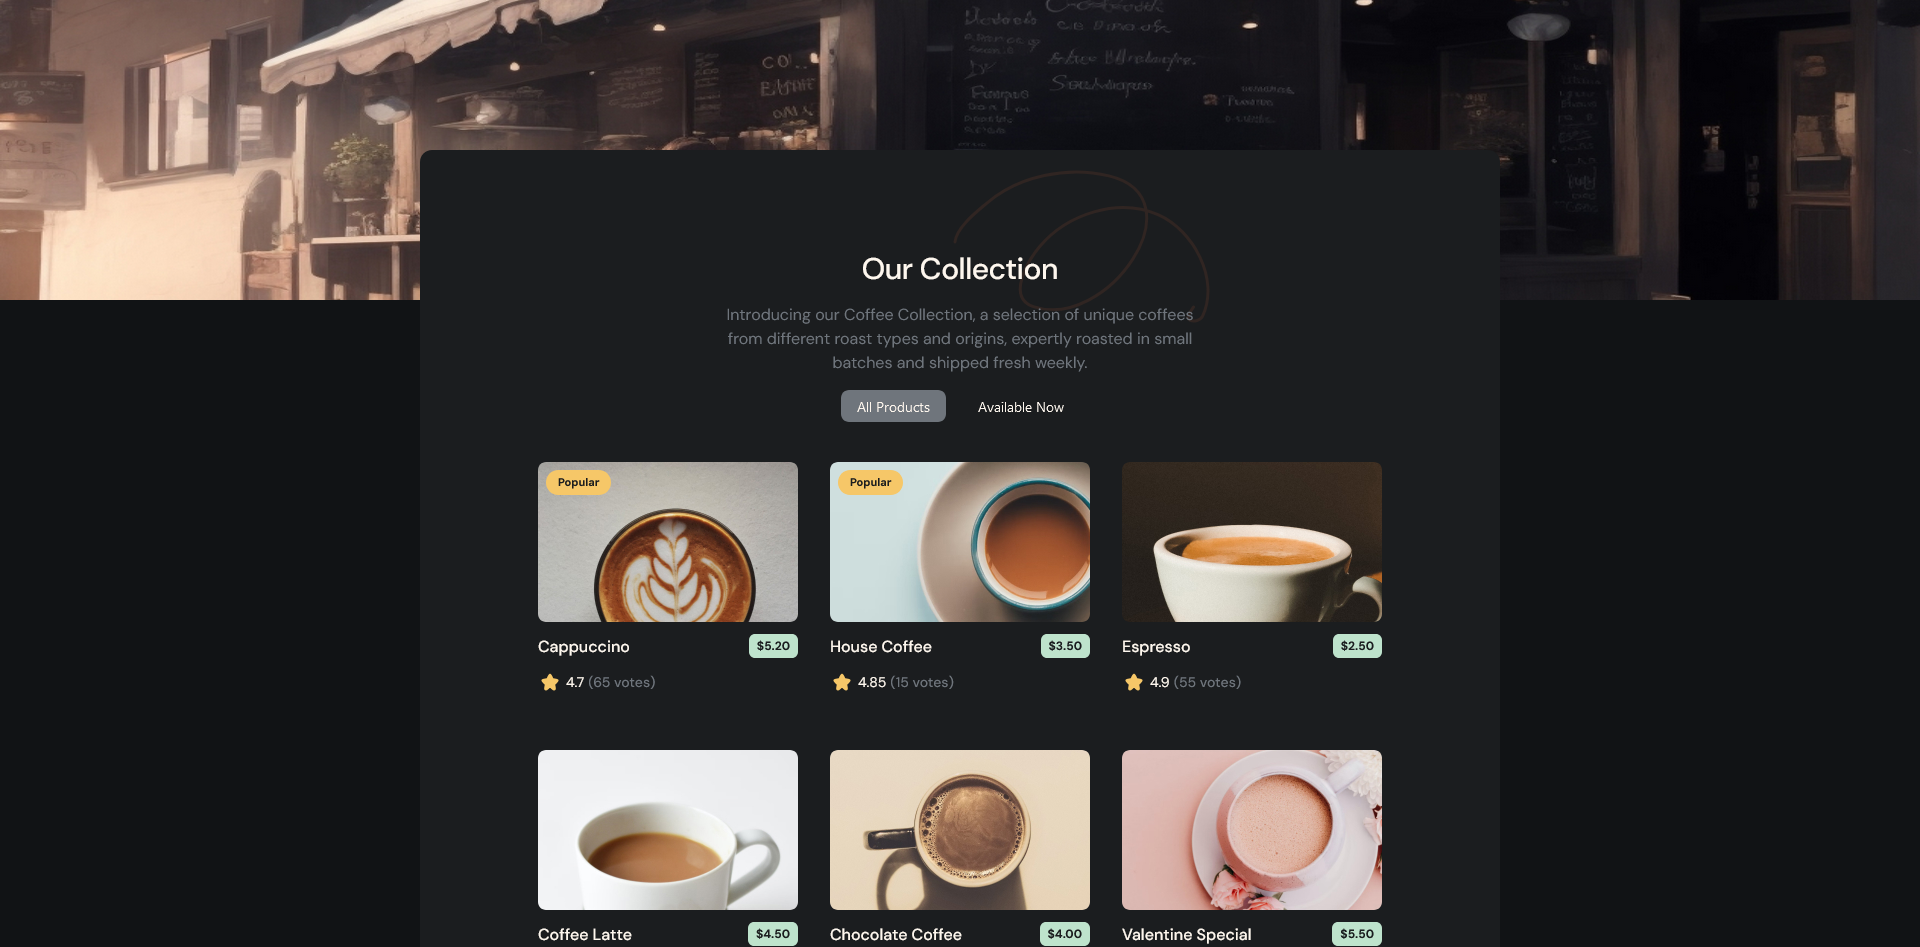 Our Collection
Introducing our Coffee Collection, a selection of unique coffees
from different roast types and origins, expertly roasted in small
batches and shipped fresh weekly.
All Products
Available Now
Popular
Popular
Cappuccino
$5.20
House Coffee
$3.50
Espresso
$2.50
4.7 (65 votes)
4.85 (15 votes)
4.9 (55 votes)
Coffee Latte
$4.50
Chocolate Coffee
$4.00
Valentine Special
$5.50